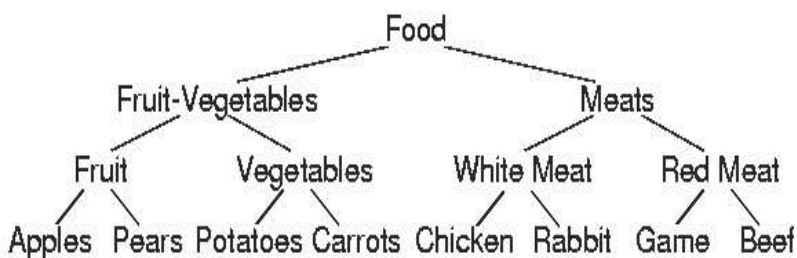 Food
Fruit-Vegetables Meats
Fruit Vegetables White Meat Red Meat
Apples Pears Potatoes Carrots Chicken Rabbit Game Beef